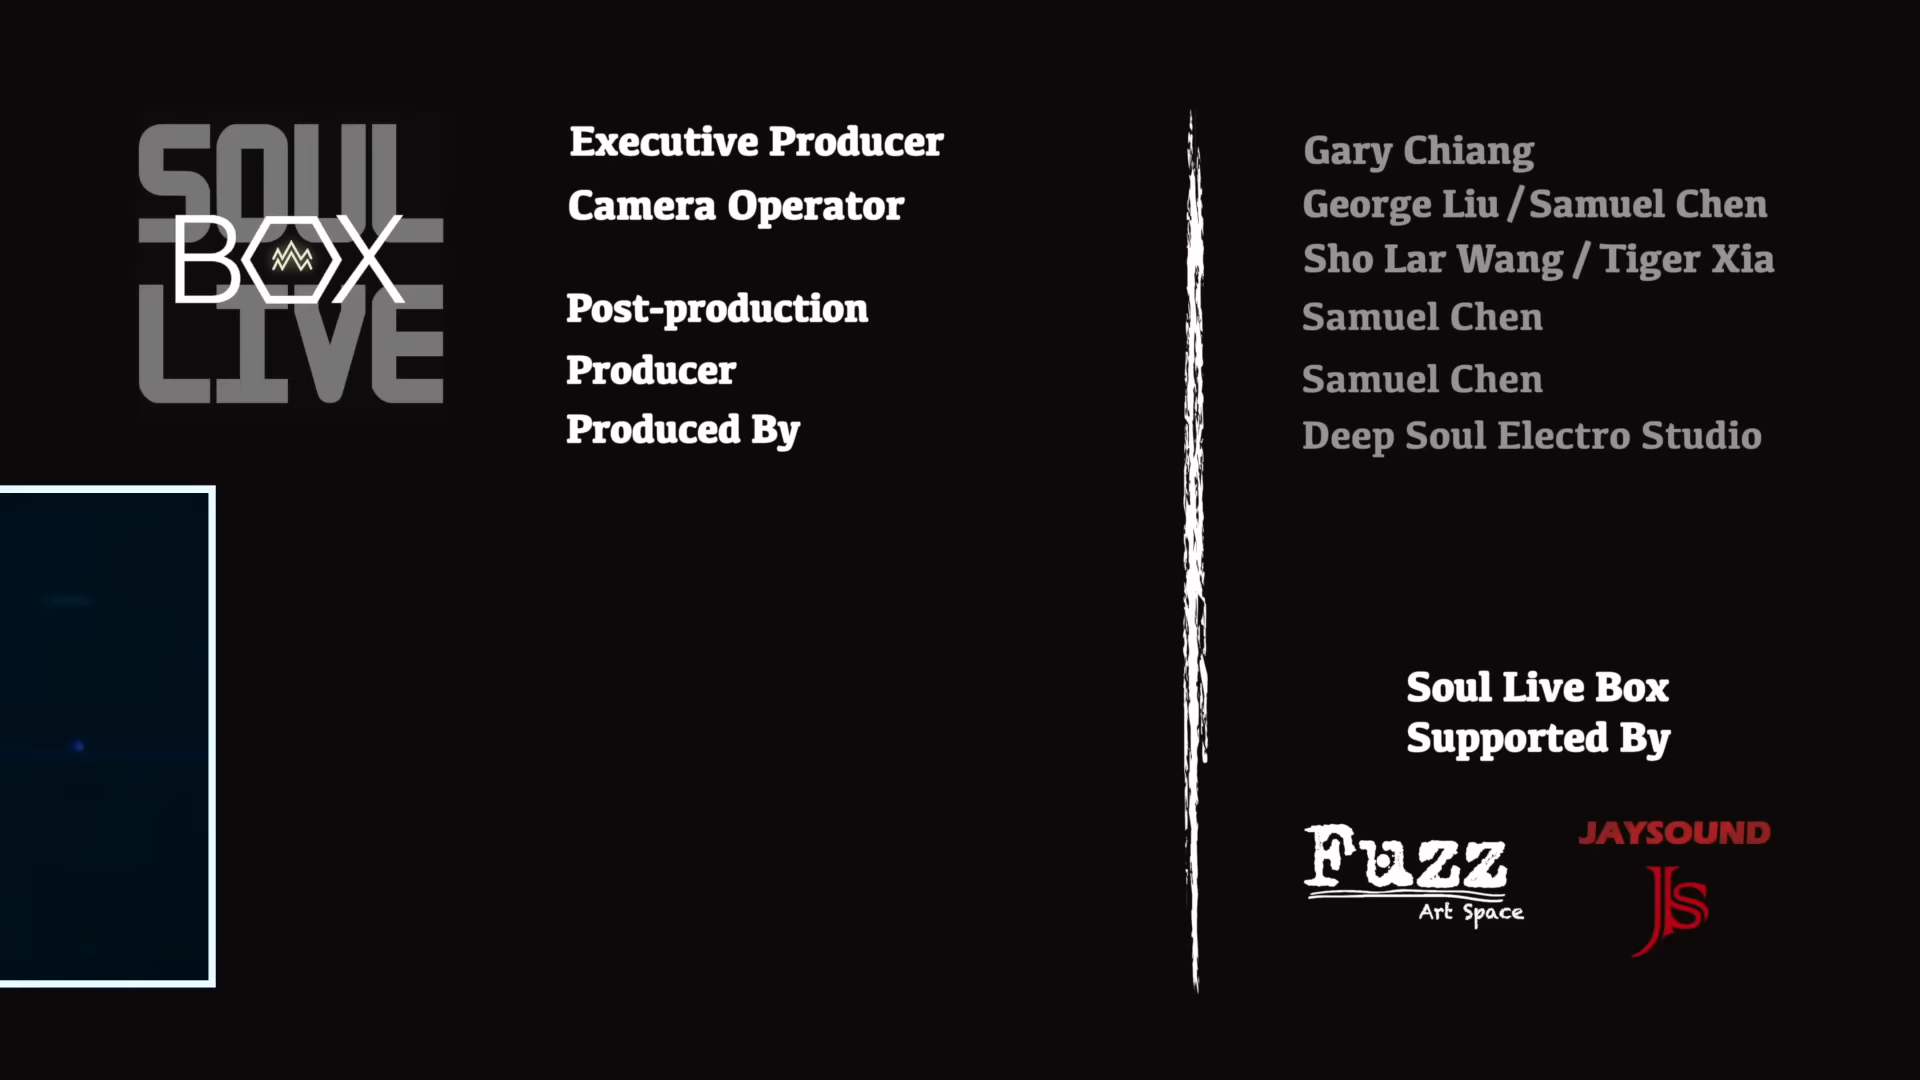 SOUL
BOX
LIVE
Executive Producer
Camera Operator
Post-production
Producer
Produced By
Gary Chiang
George Liu / Samuel Chen
Sho Lar Wang / Tiger Xia
Samuel Chen
Samuel Chen
Deep Soul Electro Studio
Soul Live Box
Supported By
Fuzz
Art Space
JAYSOUND
JS